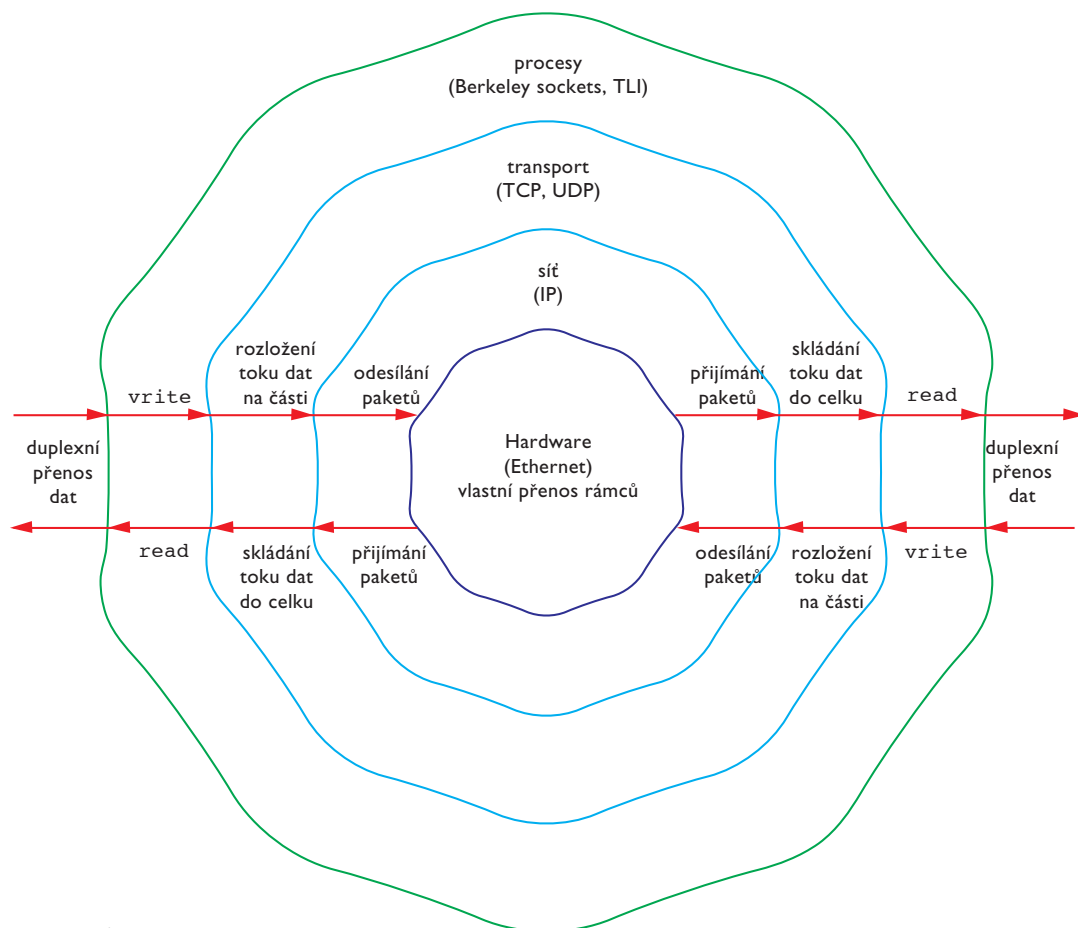 procesy
(Berkeley sockets, TLI)
transport
(TCP, UDP)
síť
(IP)
vrite
rozložení
toku dat
na části
odesílání
paketů
přijímání
paketů
skládání
toku dat
do celku
read
duplexní
přenos
dat
Hardware
(Ethernet)
vlastní přenos rámců
duplexní
přenos
dat
read
skládání
toku dat
do celku
přijímání
paketů
odesílání
paketů
rozložení
toku dat
na části
vrite